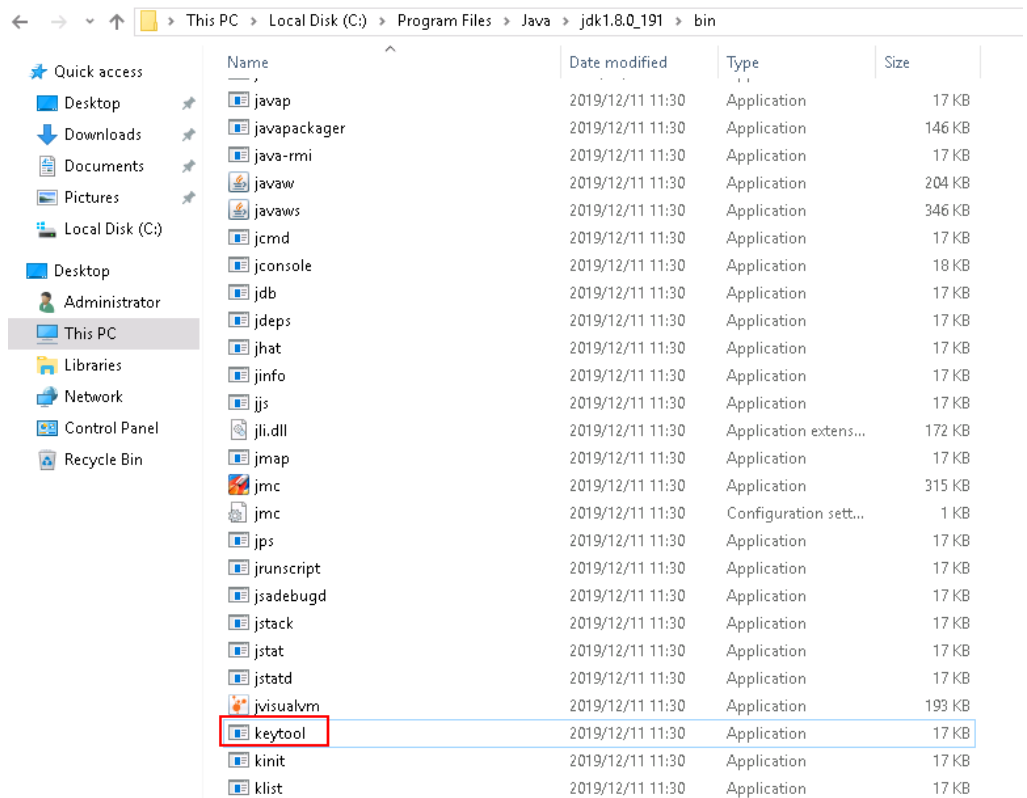 This PC > Local Disk (C:) > Program Files > Java > jdk1.8.0_191 > bin
Quick access
Desktop
Downloads
Documents
Pictures
Local Disk (C:)
Desktop
Administrator
This PC
Libraries
Network
Control Panel
Recycle Bin
Name Date modified Type Size
javap 2019/12/11 11:30 Application 17 KB
javapackager 2019/12/11 11:30 Application 146 KB
java-rmi 2019/12/11 11:30 Application 17 KB
javaw 2019/12/11 11:30 Application 204 KB
javaws 2019/12/11 11:30 Application 346 KB
jcmd 2019/12/11 11:30 Application 17 KB
jconsole 2019/12/11 11:30 Application 18 KB
jdb 2019/12/11 11:30 Application 17 KB
jdeps 2019/12/11 11:30 Application 17 KB
jhat 2019/12/11 11:30 Application 17 KB
jinfo 2019/12/11 11:30 Application 17 KB
jjs 2019/12/11 11:30 Application 17 KB
jli.dll 2019/12/11 11:30 Application extens... 172 KB
jmap 2019/12/11 11:30 Application 17 KB
jmc 2019/12/11 11:30 Application 315 KB
jmc 2019/12/11 11:30 Configuration sett... 1 KB
jps 2019/12/11 11:30 Application 17 KB
jrunscript 2019/12/11 11:30 Application 17 KB
jsadebugd 2019/12/11 11:30 Application 17 KB
jstack 2019/12/11 11:30 Application 17 KB
jstat 2019/12/11 11:30 Application 17 KB
jstatd 2019/12/11 11:30 Application 17 KB
jvisualvm 2019/12/11 11:30 Application 193 KB
keytool 2019/12/11 11:30 Application 17 KB
kinit 2019/12/11 11:30 Application 17 KB
klist 2019/12/11 11:30 Application 17 KB